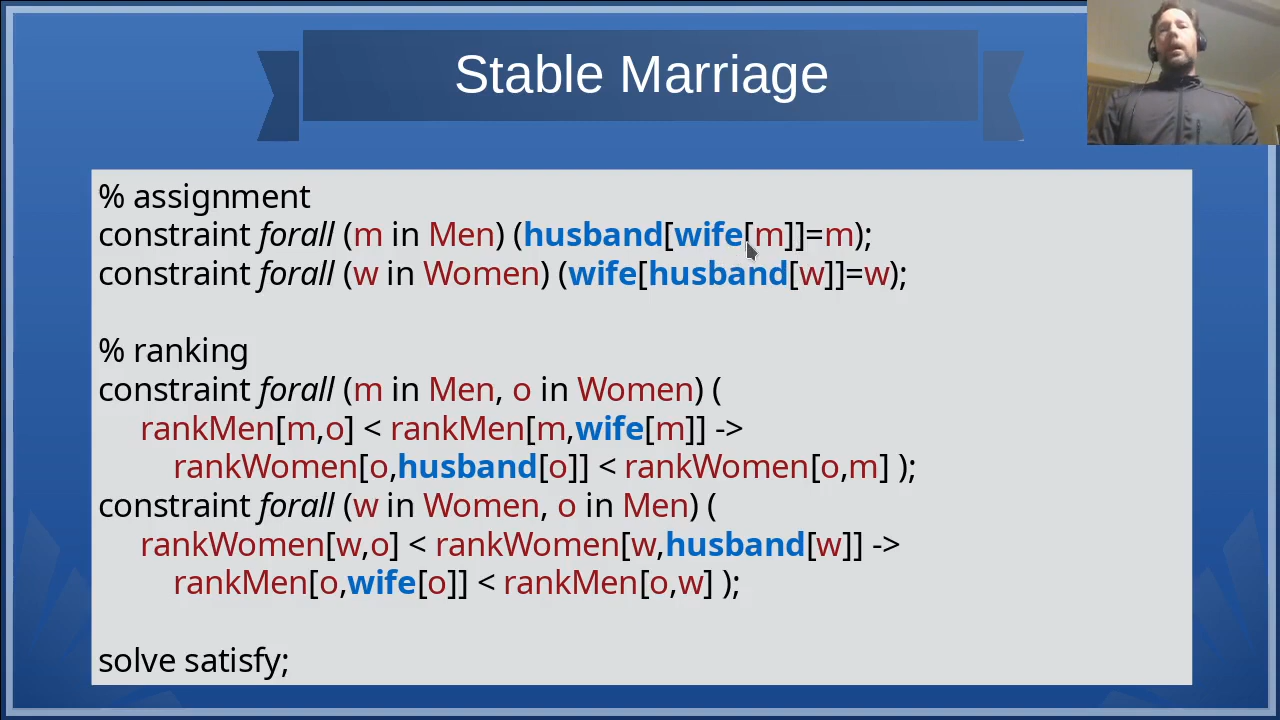 Stable Marriage
% assignment
constraint forall (m in Men) (husband[wife[m]]=m);
constraint forall (w in Women) (wife[husband[w]]=w);
% ranking
constraint forall (m in Men, o in Women) (
rankMen[m,o] < rankMen[m,wife[m]] ->
rankWomen[o,husband[o]] < rankWomen[o,m] );
constraint forall (w in Women, o in Men) (
rankWomen[w,o] < rankWomen[w,husband[w]] ->
rankMen[o,wife[o]] < rankMen[o,w] );
solve satisfy;